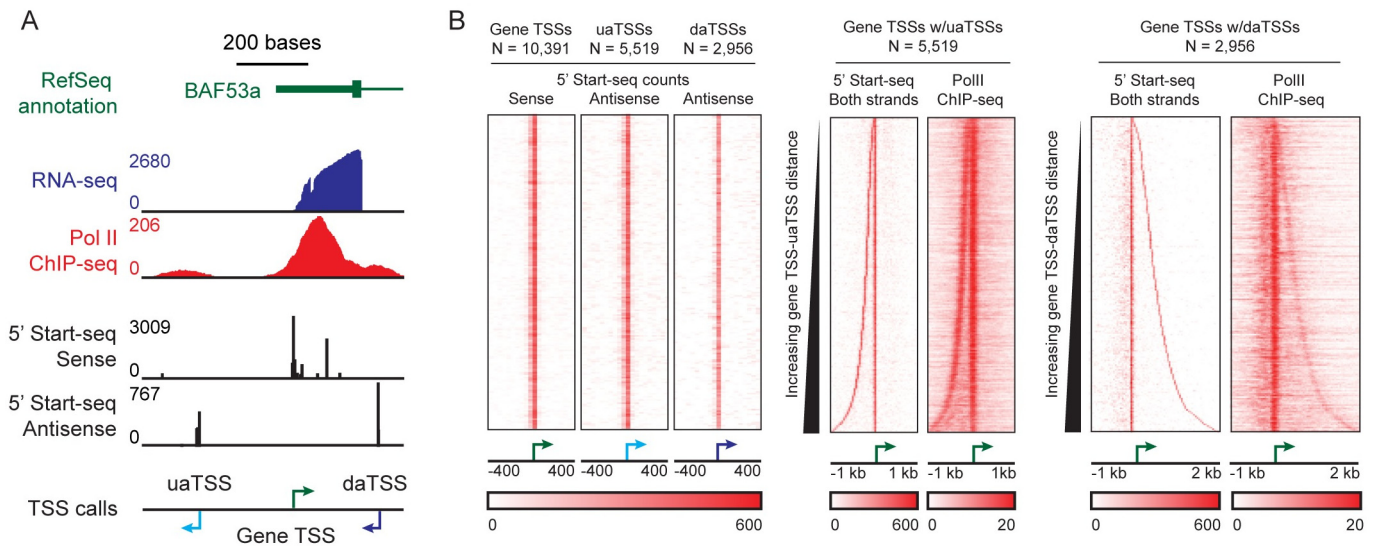 A
200 bases
RefSeq
annotation
BAF53a
2680
RNA-seq
0
206
Pol II
ChIP-seq
0
5’ Start-seq
Sense
3009
0
5’ Start-seq
Antisense
767
0
uaTSS
daTSS
TSS calls
Gene TSS
B
Gene TSSs
N = 10,391
uaTSSs
N = 5,519
daTSSs
N = 2,956
5’ Start-seq counts
Sense
Antisense
Antisense
-400 400
-400 400
-400 400
0 600
Gene TSSs w/uaTSSs
N = 5,519
5’ Start-seq
Both strands
PolII
ChIP-seq
Increasing gene TSS-uaTSS distance
-1 kb 1 kb
-1 kb 1kb
0 600
0 20
Gene TSSs w/daTSSs
N = 2,956
5’ Start-seq
Both strands
PolII
ChIP-seq
Increasing gene TSS-daTSS distance
-1 kb 2 kb
-1 kb 2 kb
0 600
0 20